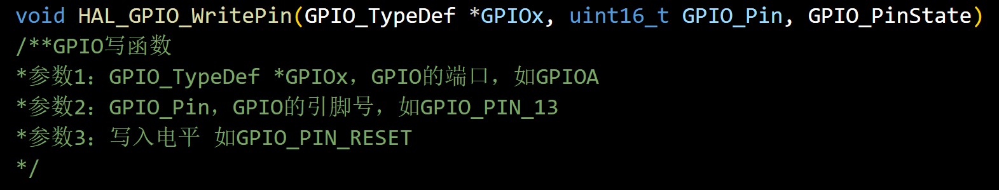 void HAL_GPIO_WritePin(GPIO_TypeDef *GPIOx, uint16_t GPIO_Pin, GPIO_PinState)
/**GPIO写函数
*参数1：GPIO_TypeDef *GPIOx，GPIO的端口，如GPIOA
*参数2：GPIO_Pin，GPIO的引脚号，如GPIO_PIN_13
*参数3：写入电平 如GPIO_PIN_RESET
*/